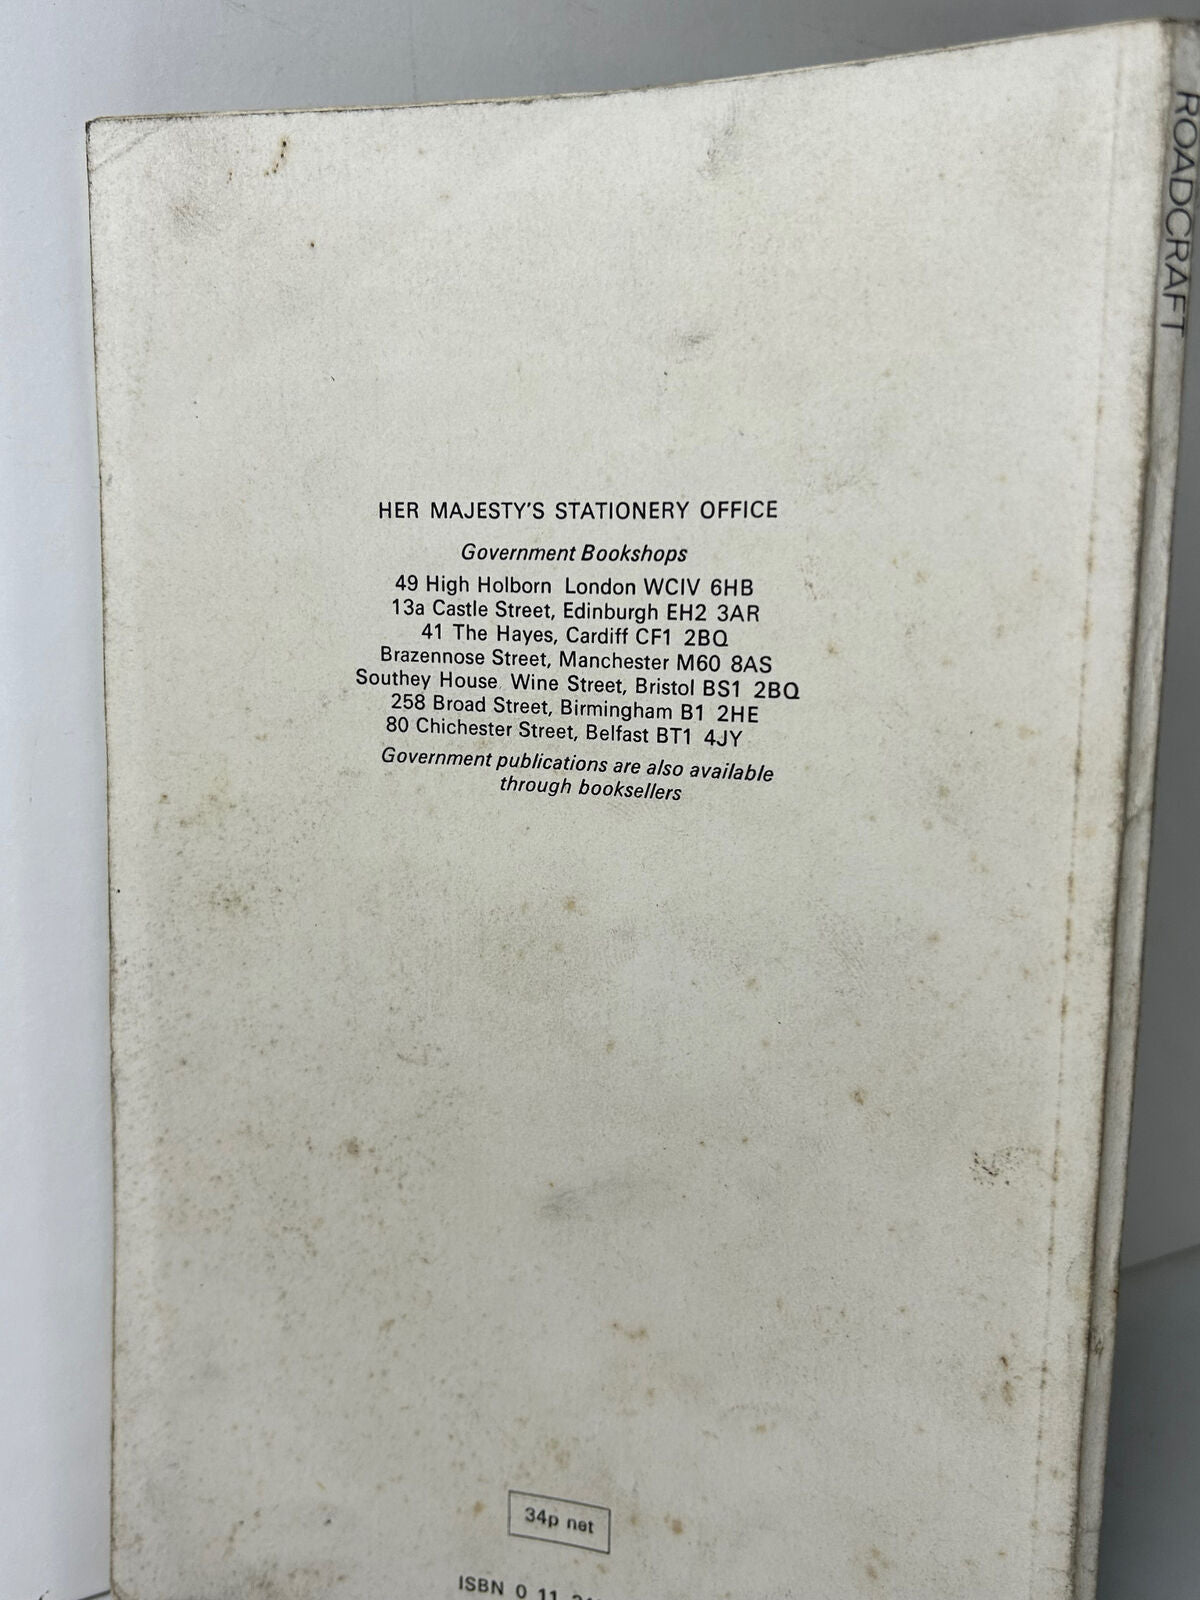 ROADCRAFT
HER MAJESTY'S STATIONERY OFFICE
Government Bookshops
49 High Holborn London WCIV 6HB
13a Castle Street, Edinburgh EH2 3AR
41 The Hayes, Cardiff CF1 2BQ
Brazennose Street, Manchester M60 8AS
Southey House, Wine Street, Bristol BS1 2BQ
258 Broad Street, Birmingham B1 2HE
80 Chichester Street, Belfast BT1 4JY
Government publications are also available
through booksellers
34p net
ISBN 0 11